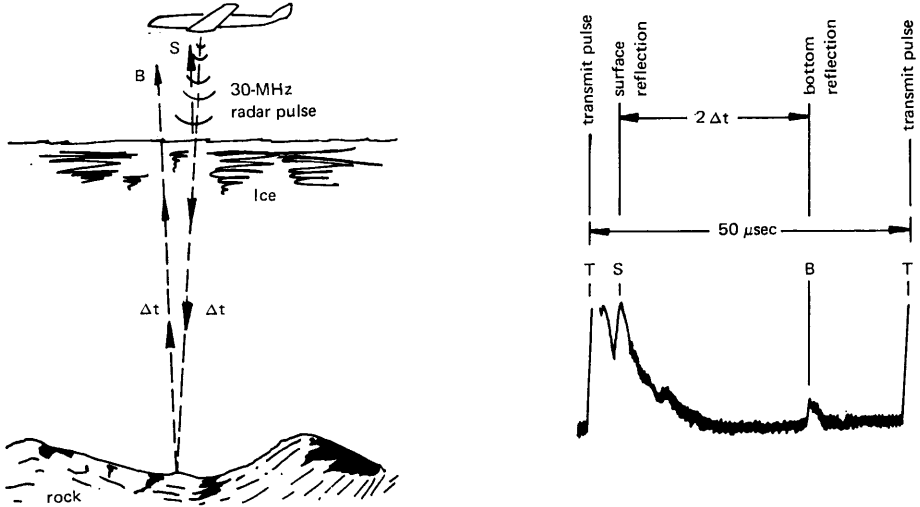 S
B
30-MHz
radar pulse
Ice
Δt
Δt
rock
transmit pulse
surface
reflection
bottom
reflection
transmit pulse
2 Δt
50 μsec
T
S
B
T